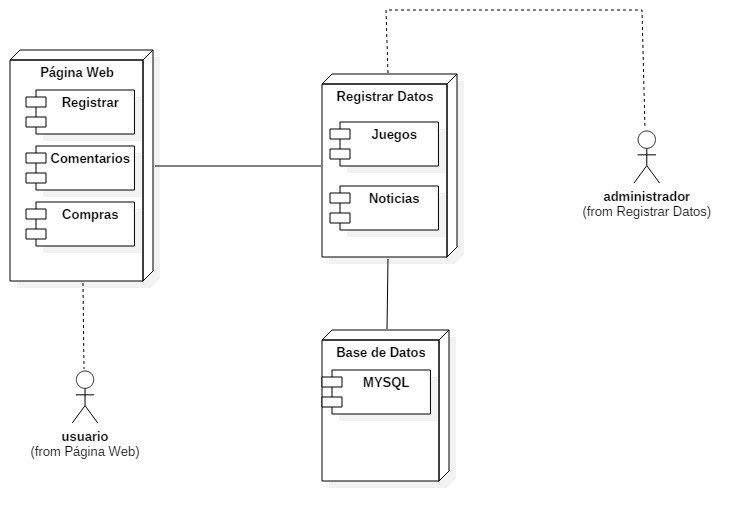 Página Web
Registrar
Comentarios
Compras
Registrar Datos
Juegos
Noticias
administrador
(from Registrar Datos)
Base de Datos
MYSQL
usuario
(from Página Web)